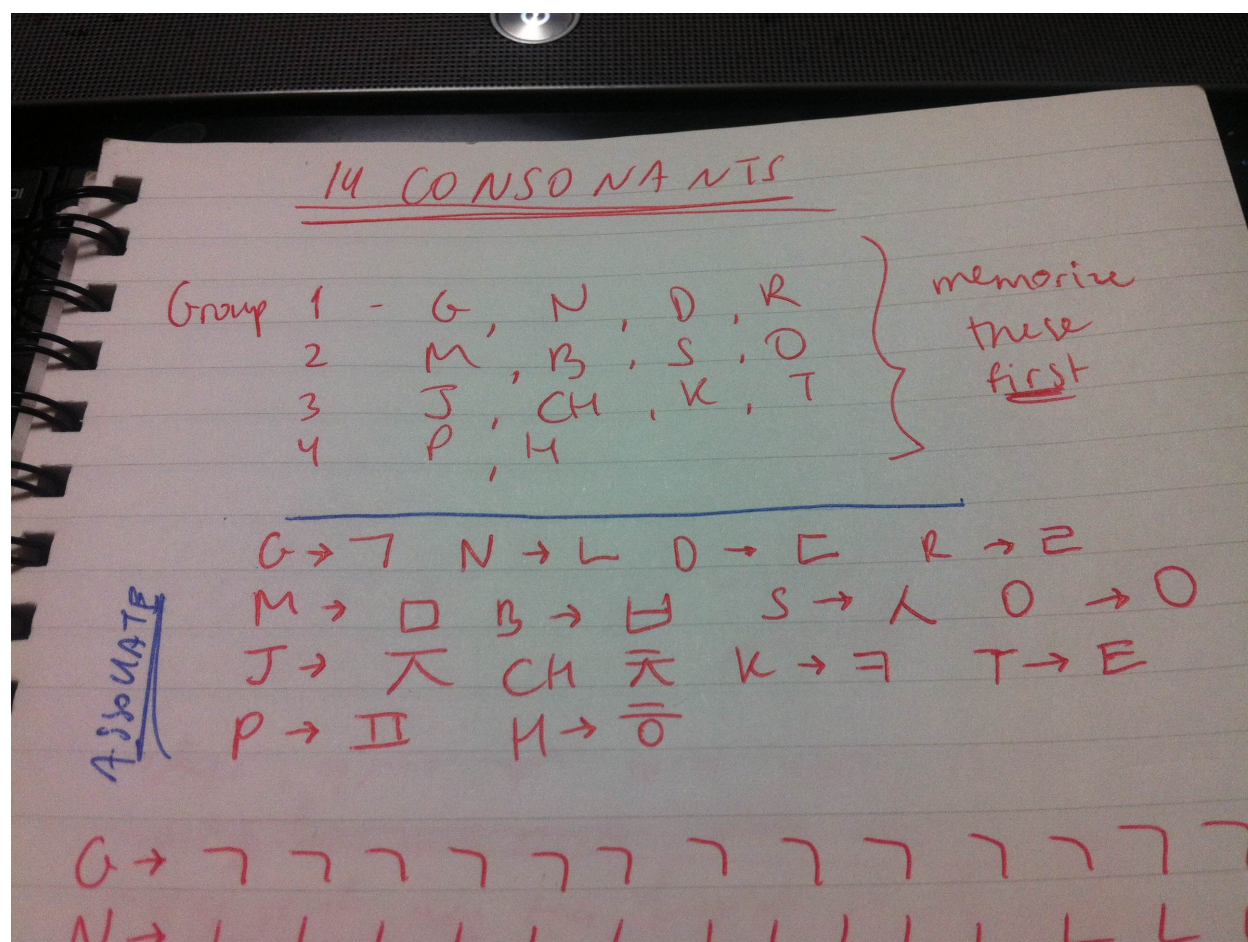 14 CONSONANTS
Group 1 - G, N, D, R
2 M, B, S, O
3 J, CH, K, T
4 P, H
memorize
these
first
G → ㄱ N → ㄴ D → ㄷ R → ㄹ
M → ㅁ B → ㅂ S → ㅅ O → ㅇ
J → ㅈ CH ㅊ K → ㅋ T → ㅌ
P → ㅍ H → ㅎ
ASSOCIATE
G → ㄱ ㄱ ㄱ ㄱ ㄱ ㄱ ㄱ ㄱ ㄱ ㄱ ㄱ ㄱ ㄱ
N → ㄴ ㄴ ㄴ ㄴ ㄴ ㄴ ㄴ ㄴ ㄴ ㄴ ㄴ ㄴ